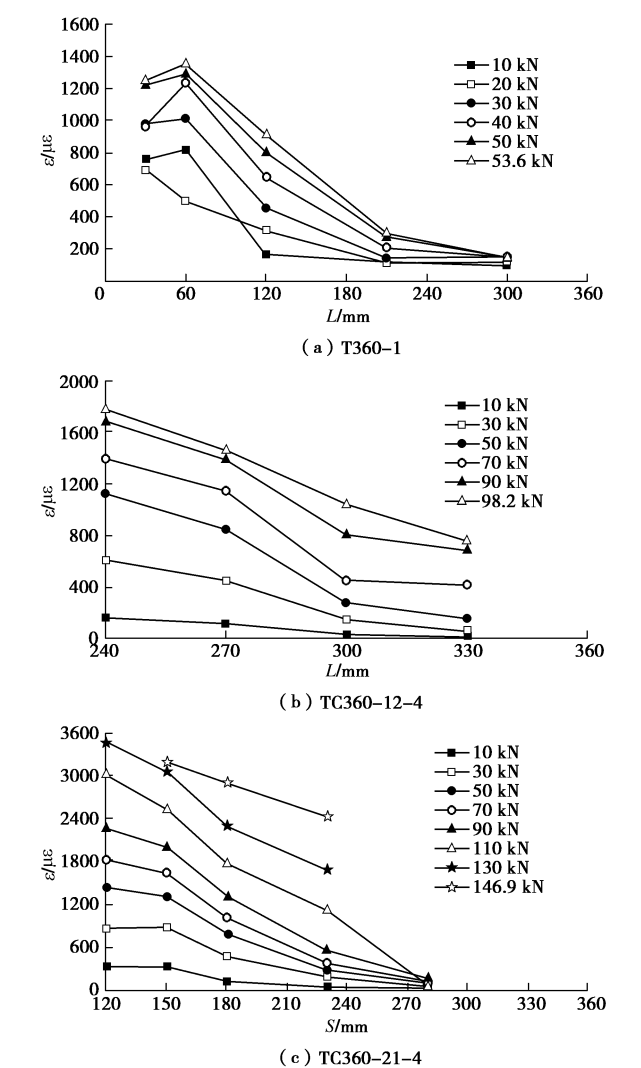 1600
1400
1200
1000
800
600
400
200
0
60
120
180
240
300
360
ε/με
L/mm
10 kN
20 kN
30 kN
40 kN
50 kN
53.6 kN
(a) T360-1
2000
1600
1200
800
400
0
240
270
300
330
360
ε/με
L/mm
10 kN
30 kN
50 kN
70 kN
90 kN
98.2 kN
(b) TC360-12-4
3600
3000
2400
1800
1200
600
0
120
150
180
210
240
270
300
330
360
ε/με
S/mm
10 kN
30 kN
50 kN
70 kN
90 kN
110 kN
130 kN
146.9 kN
(c) TC360-21-4